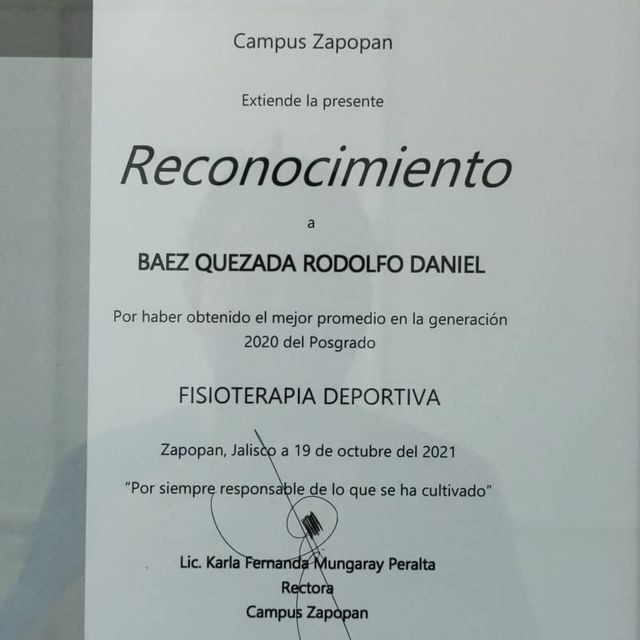 Campus Zapopan
Extiende la presente
Reconocimiento
a
BAEZ QUEZADA RODOLFO DANIEL
Por haber obtenido el mejor promedio en la generación
2020 del Posgrado
FISIOTERAPIA DEPORTIVA
Zapopan, Jalisco a 19 de octubre del 2021
“Por siempre responsable de lo que se ha cultivado”
Lic. Karla Fernanda Mungaray Peralta
Rectora
Campus Zapopan